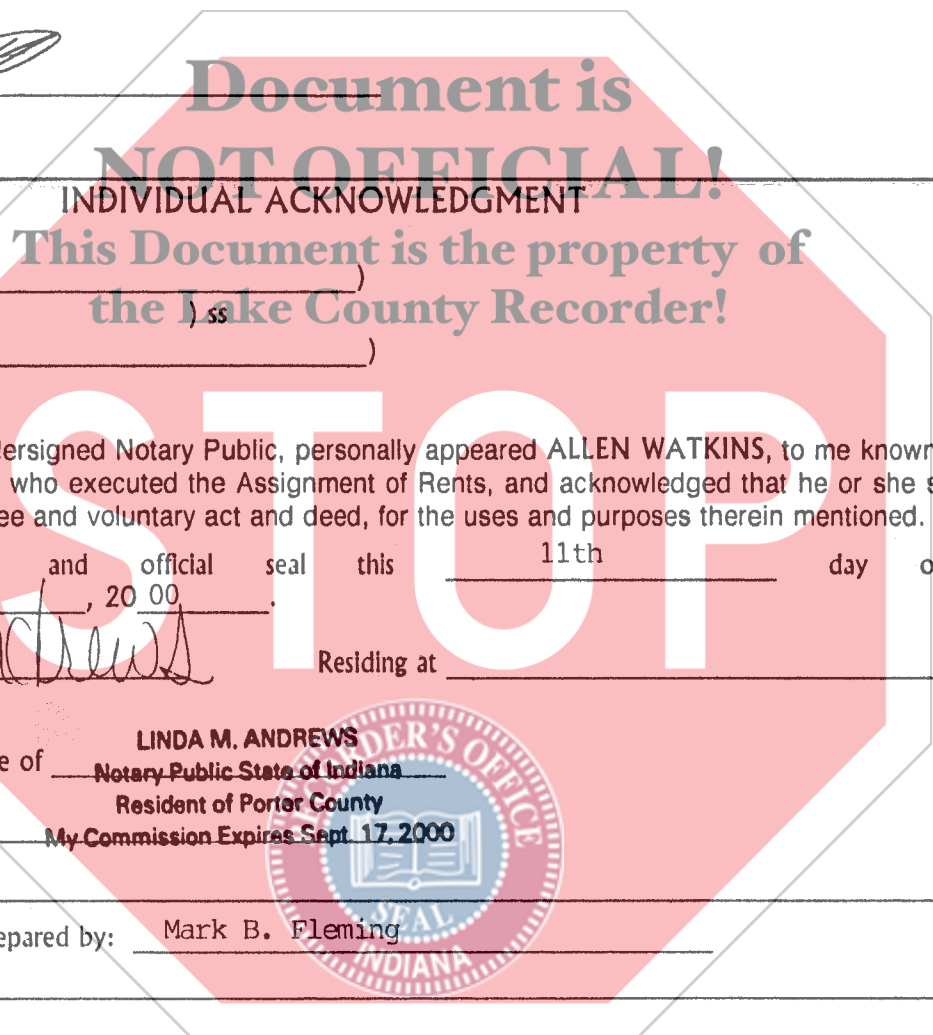 Document is
NOT OFFICIAL!
INDIVIDUAL ACKNOWLEDGMENT
This Document is the property of
)
the Lake County Recorder!
) ss
)
STOP
ersigned Notary Public, personally appeared ALLEN WATKINS, to me known
who executed the Assignment of Rents, and acknowledged that he or she s
ee and voluntary act and deed, for the uses and purposes therein mentioned.
and official seal this 11th day o
, 20 00 .
drews
Residing at
LINDA M. ANDREWS
e of Notary Public State of Indiana
Resident of Porter County
My Commission Expires Sept. 17, 2000
RECORDER'S OFFICE
SEAL
INDIANA
epared by: Mark B. Fleming